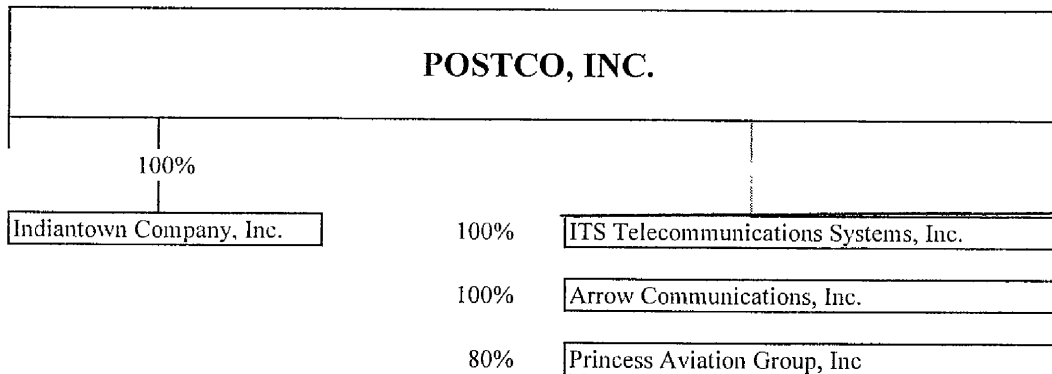 POSTCO, INC.
100%
Indiantown Company, Inc.
100% ITS Telecommunications Systems, Inc.
100% Arrow Communications, Inc.
80% Princess Aviation Group, Inc